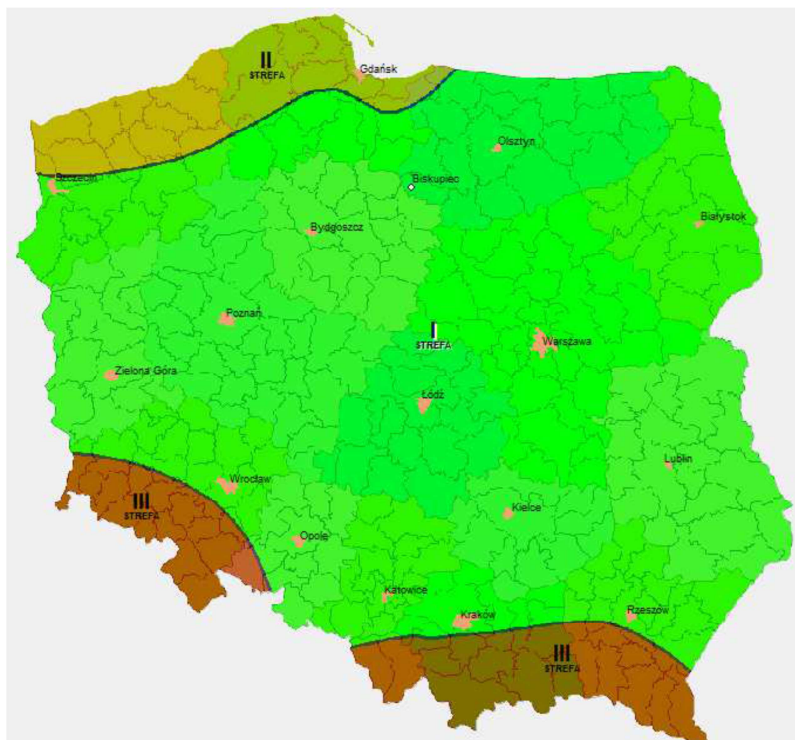 II
STREFA
Gdańsk
Olsztyn
Szczecin
Biskupiec
Białystok
Bydgoszcz
Poznań
I
STREFA
Warszawa
Zielona Góra
Łódź
Lublin
Wrocław
III
STREFA
Kielce
Opole
Katowice
Kraków
Rzeszów
III
STREFA